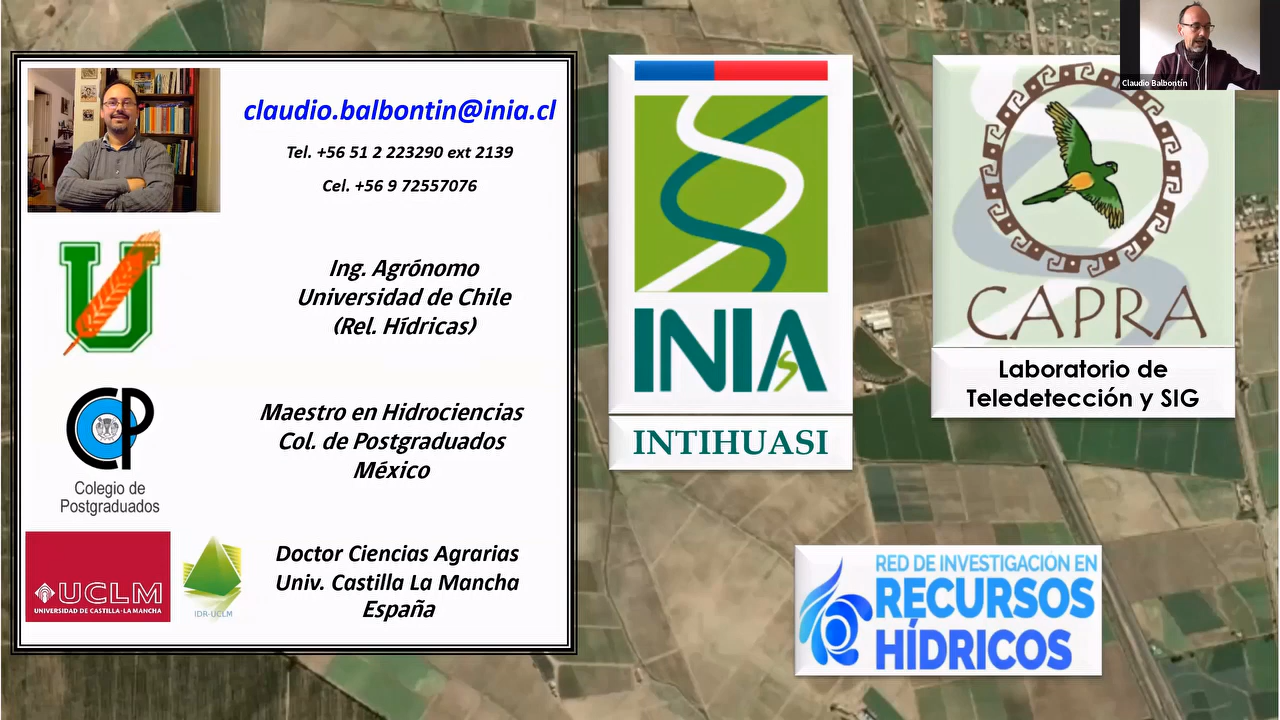 claudio.balbontin@inia.cl
Tel. +56 51 2 223290 ext 2139
Cel. +56 9 72557076
U
Ing. Agrónomo
Universidad de Chile
(Rel. Hídricas)
CP
Colegio de
Postgraduados
Maestro en Hidrociencias
Col. de Postgraduados
México
UCLM
UNIVERSIDAD DE CASTILLA-LA MANCHA
IDR-UCLM
Doctor Ciencias Agrarias
Univ. Castilla La Mancha
España
INIA
INTIHUASI
CAPRA
Laboratorio de
Teledetección y SIG
RED DE INVESTIGACIÓN EN
RECURSOS
HÍDRICOS
Claudio Balbontín